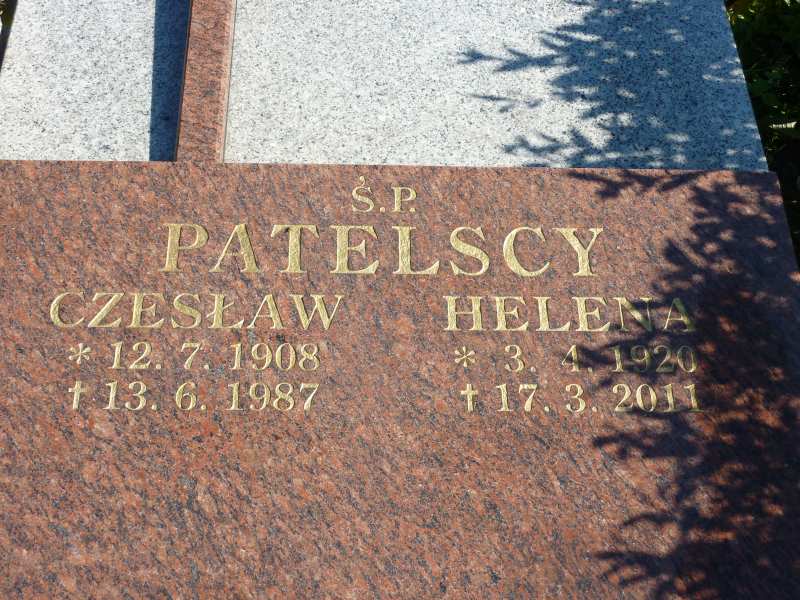 Ś.P.
PATELSCY
CZESŁAW HELENA
* 12. 7. 1908 * 3. 4. 1920
† 13. 6. 1987 † 17. 3. 2011